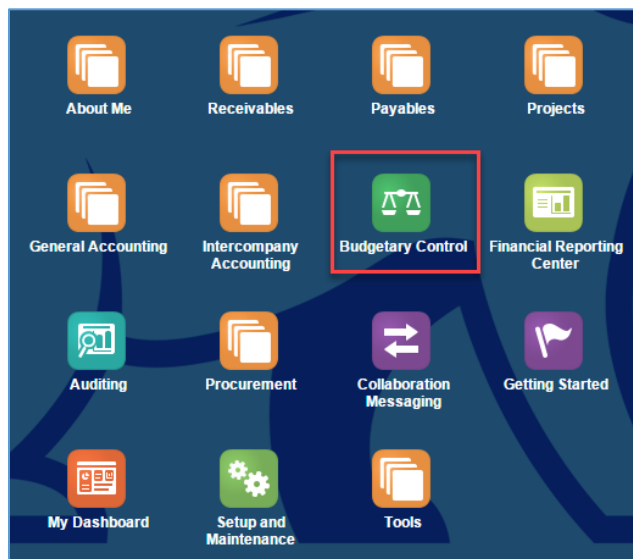 About Me
Receivables
Payables
Projects
General Accounting
Intercompany
Accounting
Budgetary Control
Financial Reporting
Center
Auditing
Procurement
Collaboration
Messaging
Getting Started
My Dashboard
Setup and
Maintenance
Tools